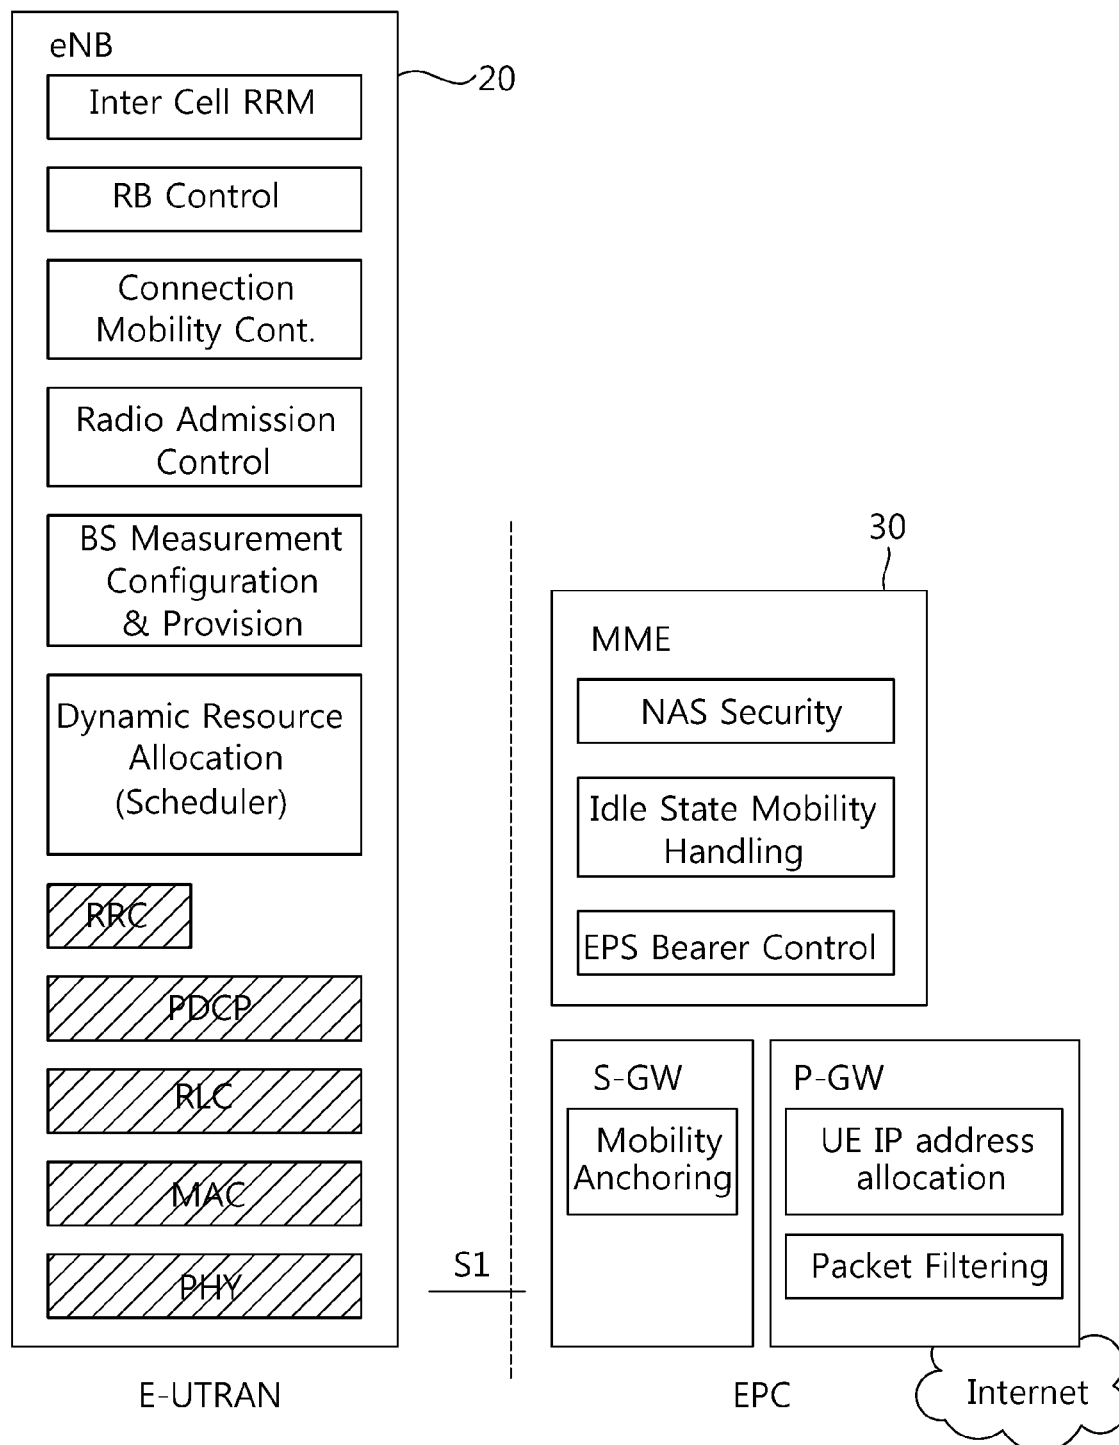 eNB
20
Inter Cell RRM
RB Control
Connection
Mobility Cont.
Radio Admission
Control
BS Measurement
Configuration
& Provision
Dynamic Resource
Allocation
(Scheduler)
RRC
PDCP
RLC
MAC
PHY
E-UTRAN
S1
30
MME
NAS Security
Idle State Mobility
Handling
EPS Bearer Control
S-GW
Mobility
Anchoring
P-GW
UE IP address
allocation
Packet Filtering
EPC
Internet